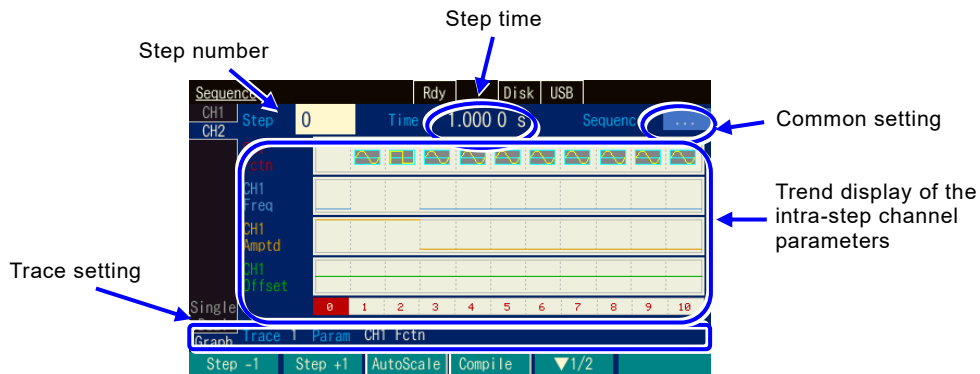 Step time
Step number
Sequence Rdy Disk USB
CH1
CH2
Step 0 Time 1.000 0 s Sequenc ...
Common setting
Fctn
CH1
Freq
CH1
Amptd
CH1
Offset
Trend display of the
intra-step channel
parameters
Trace setting
Single
0 1 2 3 4 5 6 7 8 9 10
Graph Trace 1 Param CH1 Fctn
Step -1 Step +1 AutoScale Compile ▼1/2